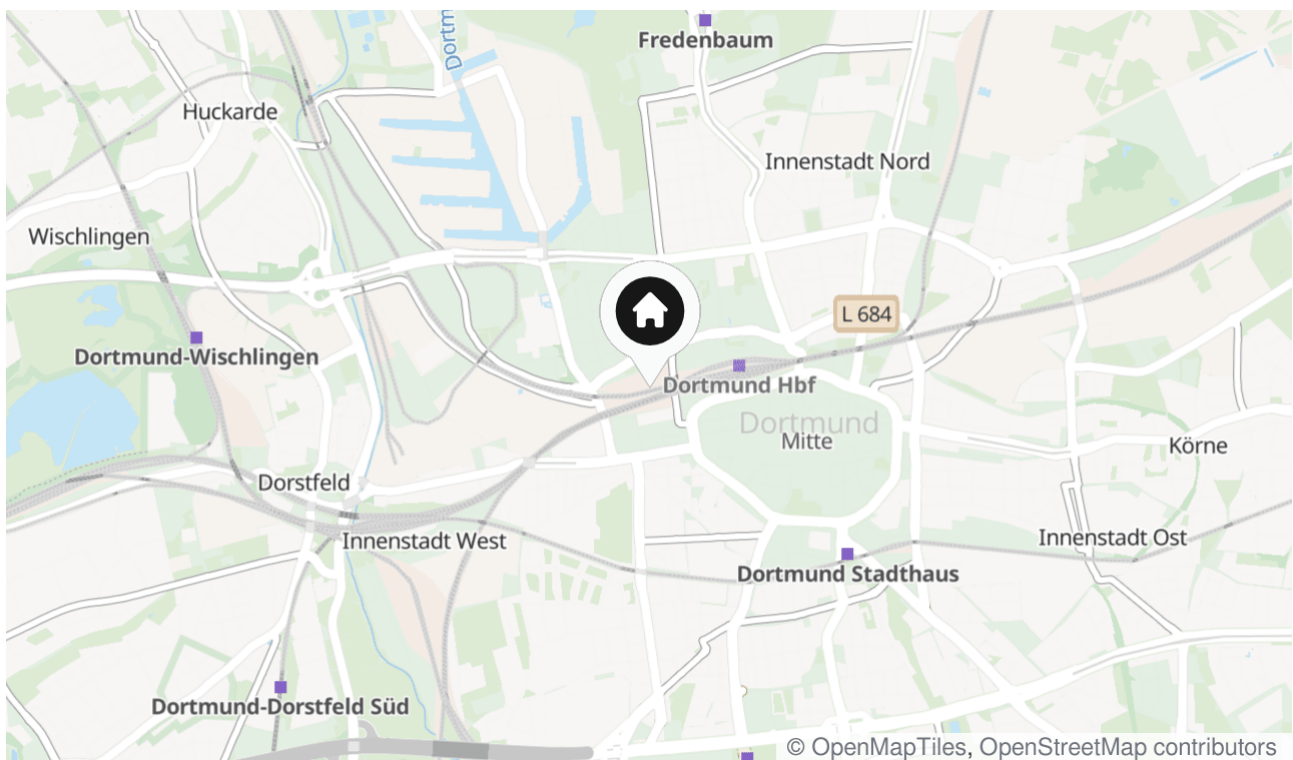 Dortm
Fredenbaum
Huckarde
Innenstadt Nord
Wischlingen
L 684
Dortmund-Wischlingen
Dortmund Hbf
Dortmund
Mitte
Körne
Dorstfeld
Innenstadt West
Innenstadt Ost
Dortmund Stadthaus
Dortmund-Dorstfeld Süd
© OpenMapTiles, OpenStreetMap contributors